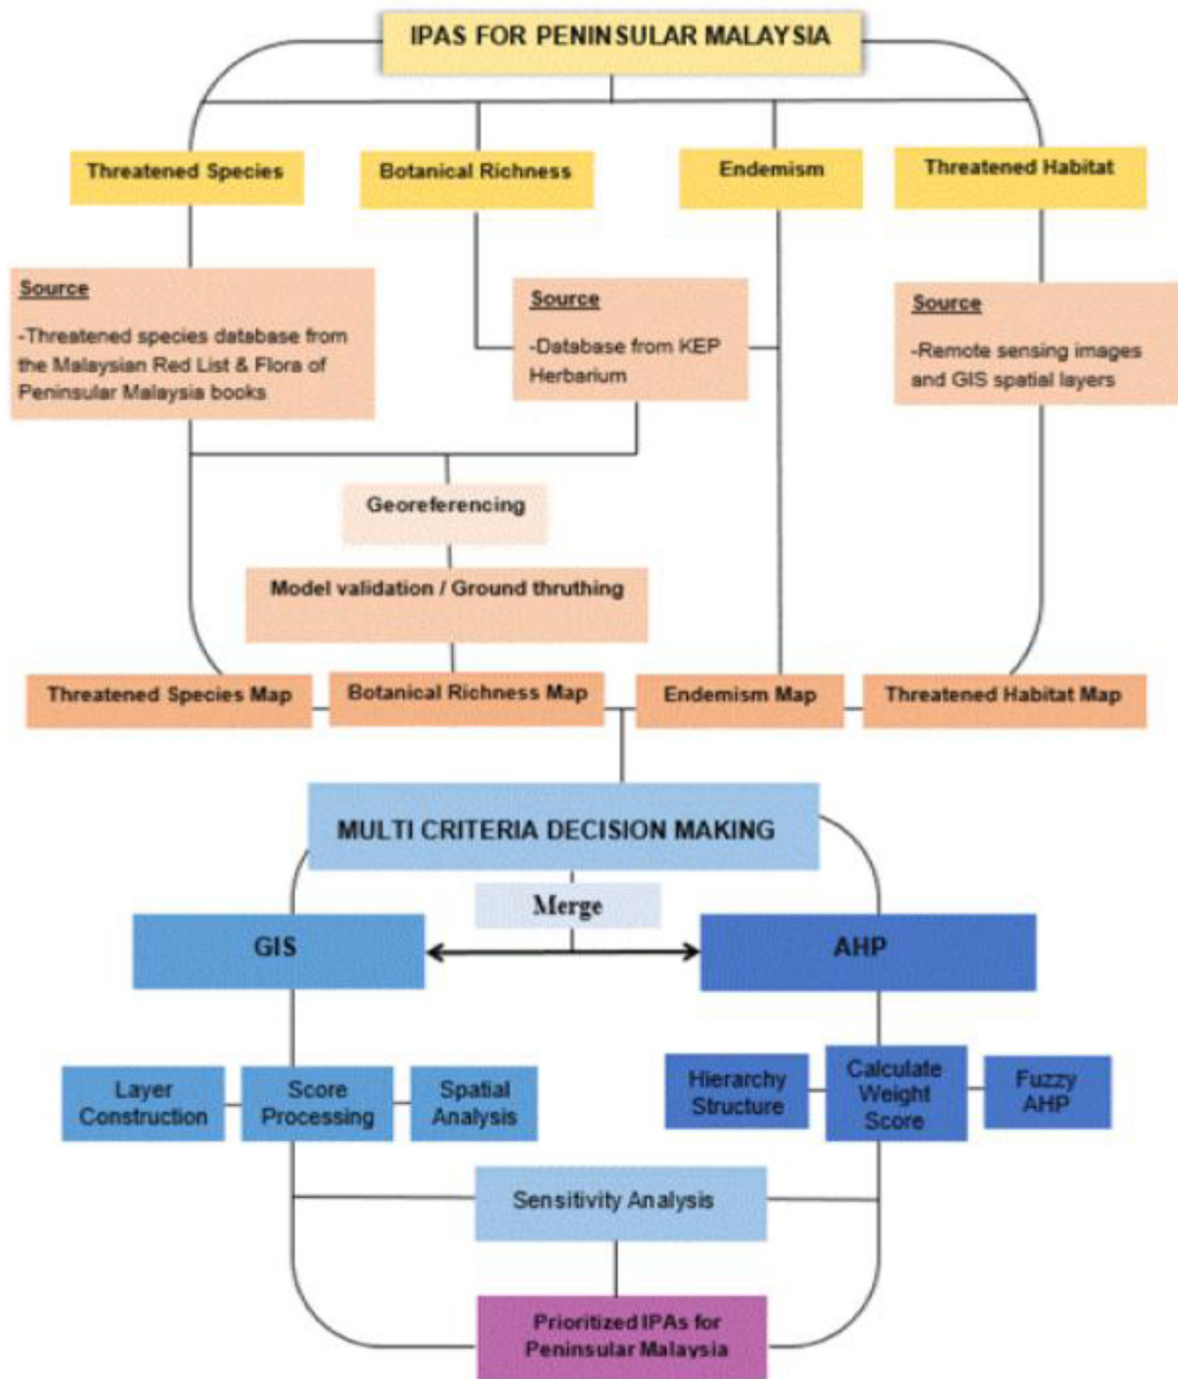 IPAS FOR PENINSULAR MALAYSIA
Threatened Species
Botanical Richness
Endemism
Threatened Habitat
Source
-Threatened species database from
the Malaysian Red List & Flora of
Peninsular Malaysia books
Source
-Database from KEP
Herbarium
Source
-Remote sensing images
and GIS spatial layers
Georeferencing
Model validation / Ground thruthing
Threatened Species Map
Botanical Richness Map
Endemism Map
Threatened Habitat Map
MULTI CRITERIA DECISION MAKING
Merge
GIS
AHP
Layer
Construction
Score
Processing
Spatial
Analysis
Hierarchy
Structure
Calculate
Weight
Score
Fuzzy
AHP
Sensitivity Analysis
Prioritized IPAs for
Peninsular Malaysia